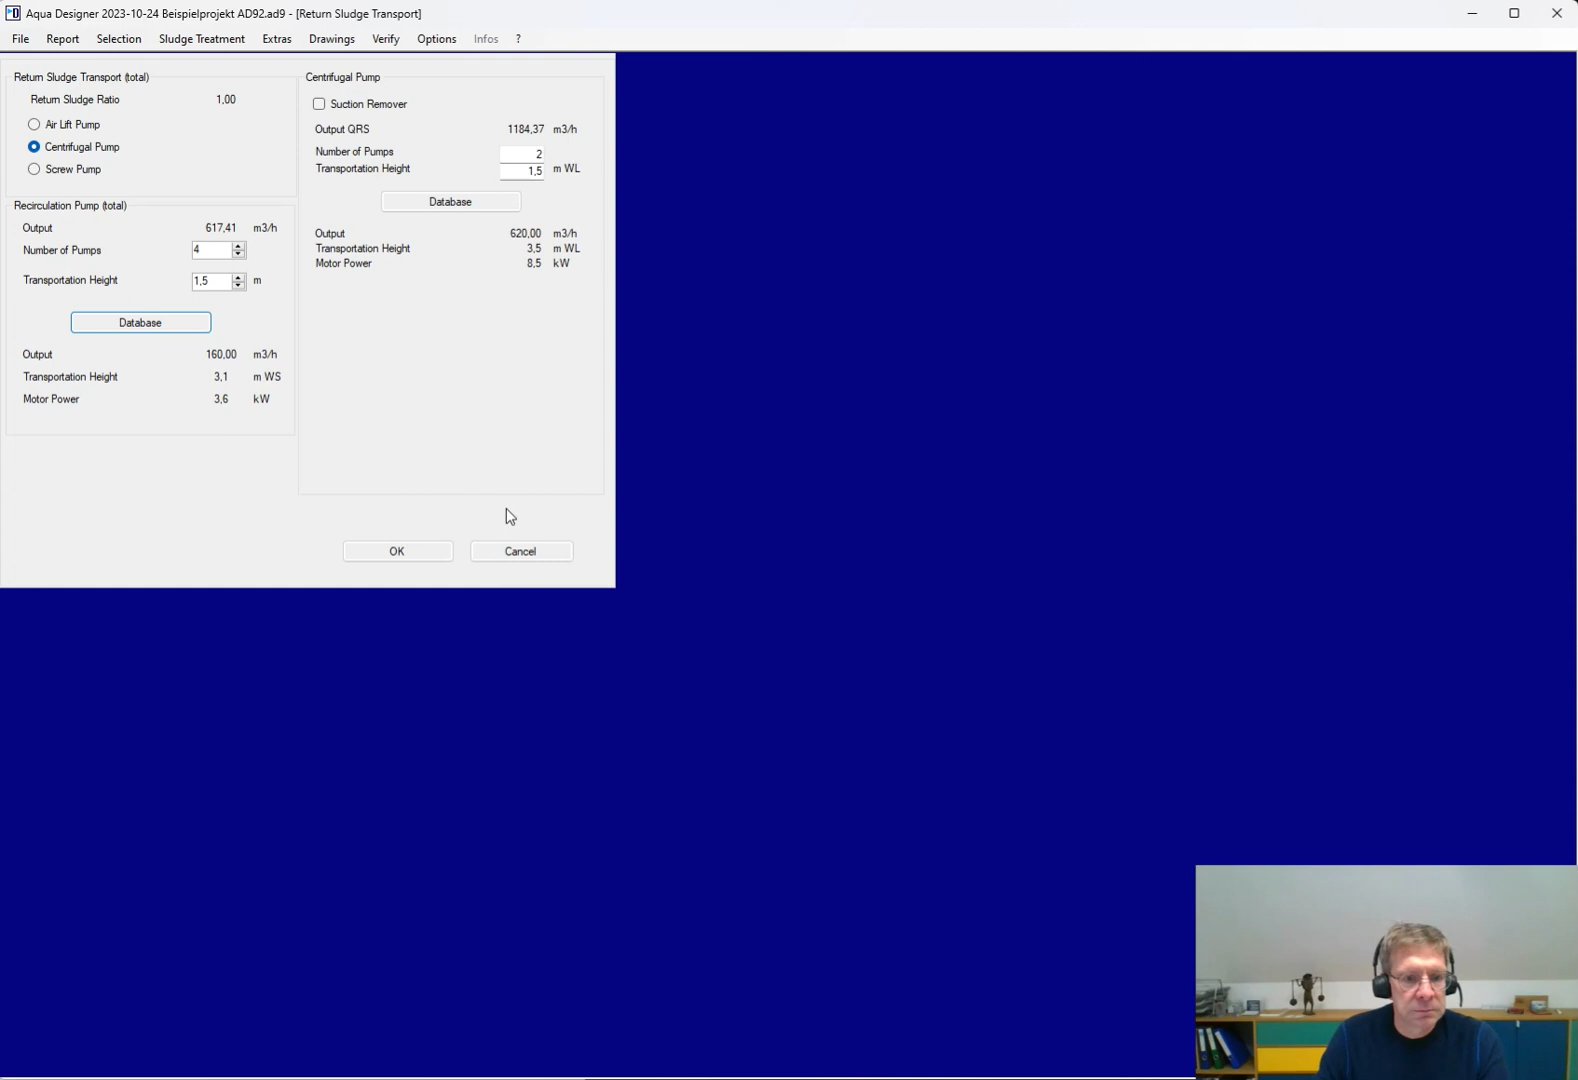 Aqua Designer 2023-10-24 Beispielprojekt AD92.ad9 - [Return Sludge Transport]
File Report Selection Sludge Treatment Extras Drawings Verify Options Infos ?
Return Sludge Transport (total)
Return Sludge Ratio 1,00
Air Lift Pump
Centrifugal Pump
Screw Pump
Recirculation Pump (total)
Output 617,41 m3/h
Number of Pumps 4
Transportation Height 1,5 m
Database
Output 160,00 m3/h
Transportation Height 3,1 m WS
Motor Power 3,6 kW
Centrifugal Pump
Suction Remover
Output QRS 1184,37 m3/h
Number of Pumps 2
Transportation Height 1,5 m WL
Database
Output 620,00 m3/h
Transportation Height 3,5 m WL
Motor Power 8,5 kW
OK Cancel